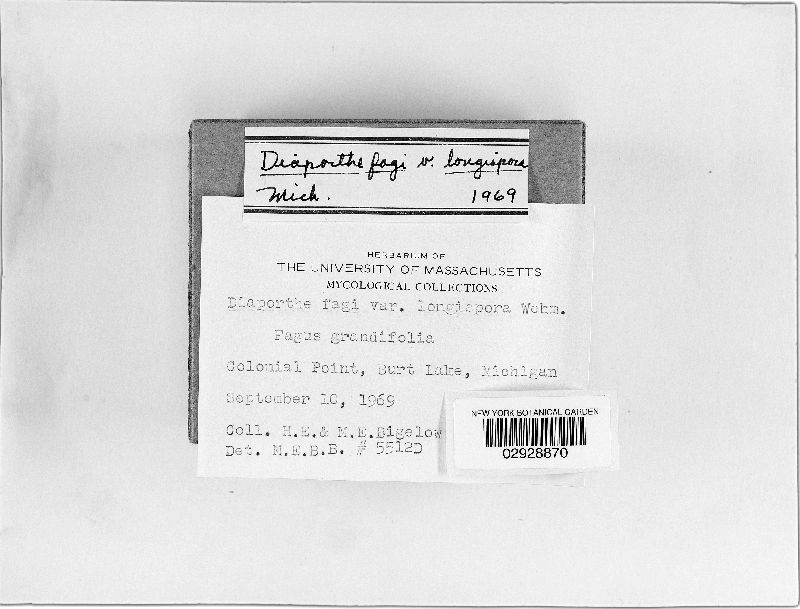 Diaporthe fagi v. longispora
Mich. 1969
HERBARIUM OF
THE UNIVERSITY OF MASSACHUSETTS
MYCOLOGICAL COLLECTIONS
Diaporthe fagi var. longispora Wehm.
Fagus grandifolia
Colonial Point, Burt Lake, Michigan
September 10, 1969
Coll. H.E.& M.E.Bigelow
Det. M.E.B.B. # 5512D
NEW YORK BOTANICAL GARDEN
02928870